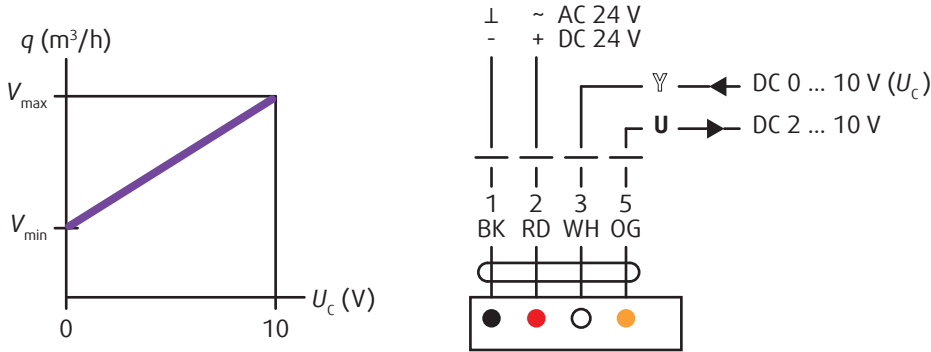 q (m³/h)
Vmax
Vmin
0
10
Uc (V)
⊥ ~ AC 24 V
- + DC 24 V
Y DC 0 ... 10 V (Uc)
U DC 2 ... 10 V
1 2 3 5
BK RD WH OG